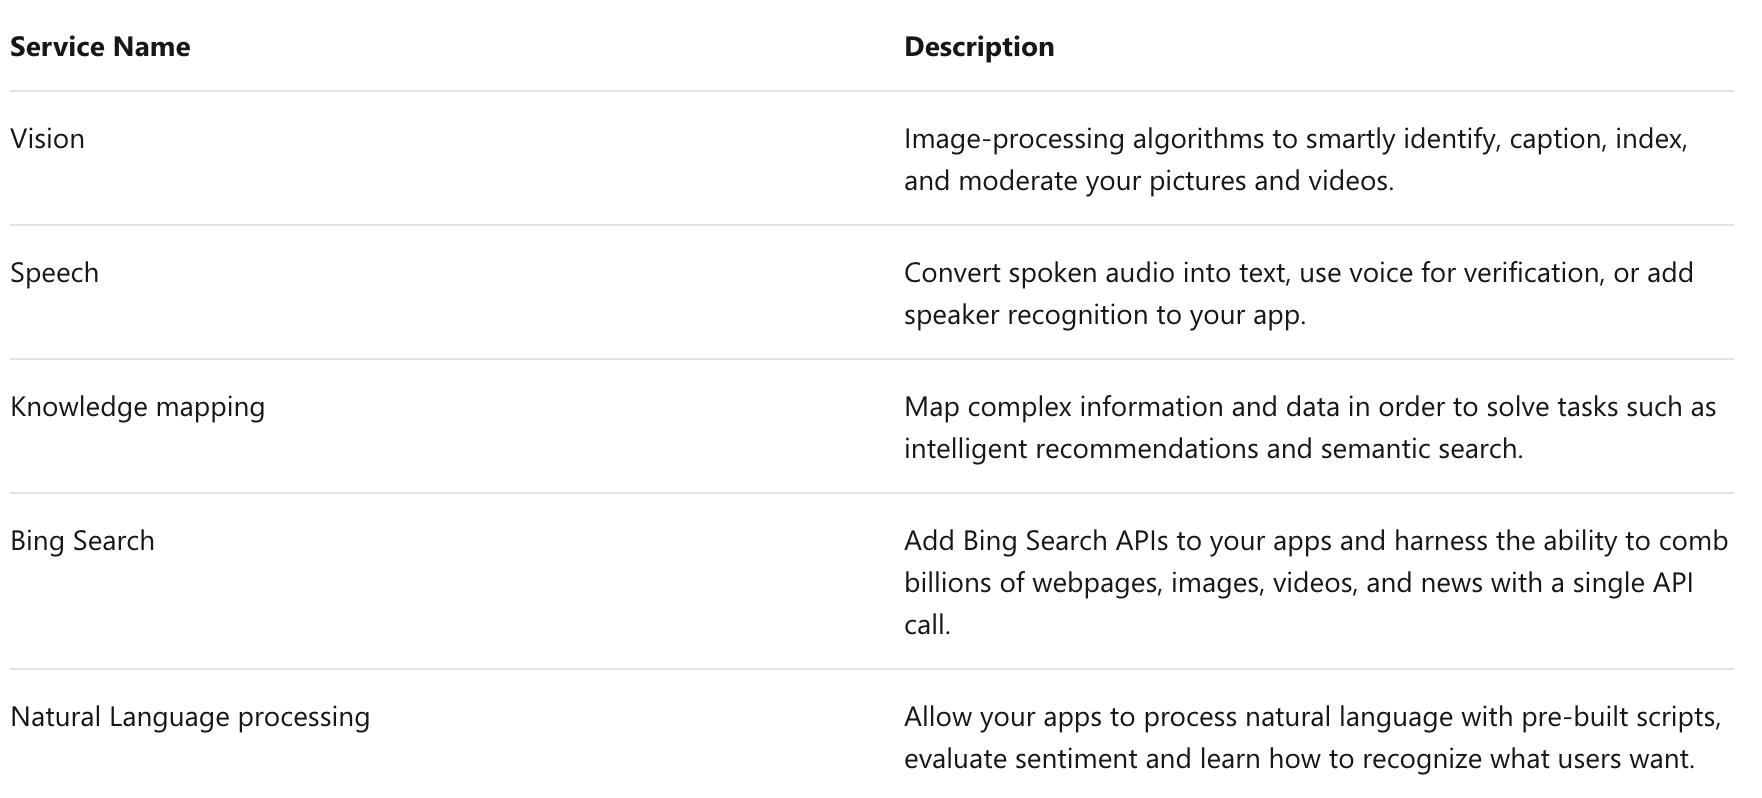 Service Name
Description
Vision
Image-processing algorithms to smartly identify, caption, index,
and moderate your pictures and videos.
Speech
Convert spoken audio into text, use voice for verification, or add
speaker recognition to your app.
Knowledge mapping
Map complex information and data in order to solve tasks such as
intelligent recommendations and semantic search.
Bing Search
Add Bing Search APIs to your apps and harness the ability to comb
billions of webpages, images, videos, and news with a single API
call.
Natural Language processing
Allow your apps to process natural language with pre-built scripts,
evaluate sentiment and learn how to recognize what users want.